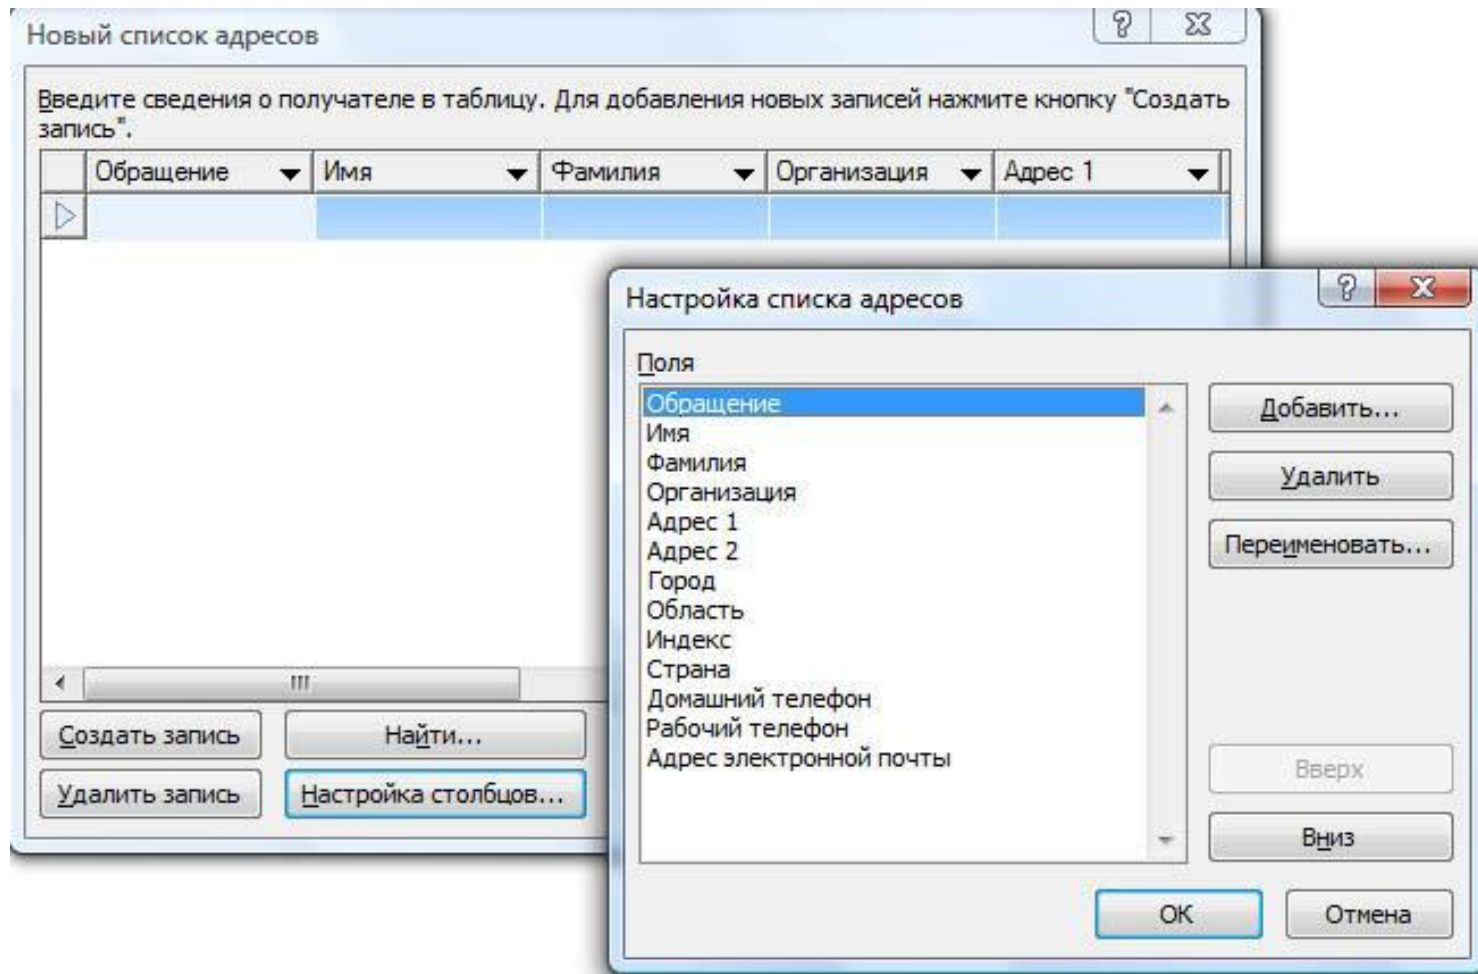 Новый список адресов
Введите сведения о получателе в таблицу. Для добавления новых записей нажмите кнопку "Создать
запись".
Обращение Имя Фамилия Организация Адрес 1
Настройка списка адресов
Поля
Обращение
Имя
Фамилия
Организация
Адрес 1
Адрес 2
Город
Область
Индекс
Страна
Домашний телефон
Рабочий телефон
Адрес электронной почты
Добавить...
Удалить
Переименовать...
Вверх
Вниз
ОК Отмена
Создать запись Найти...
Удалить запись Настройка столбцов...